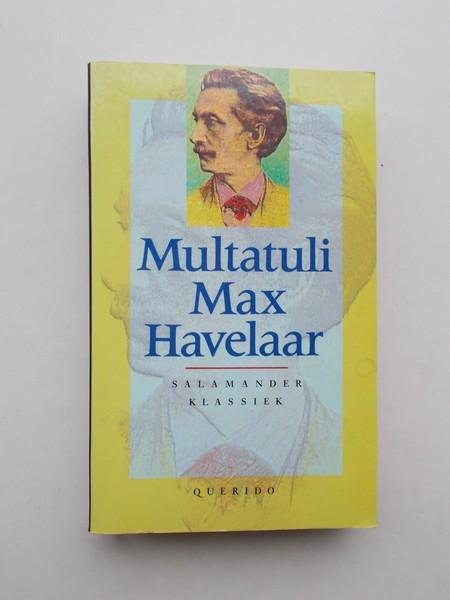 Multatuli
Max
Havelaar
SALAMANDER
KLASSIEK
QUERIDO